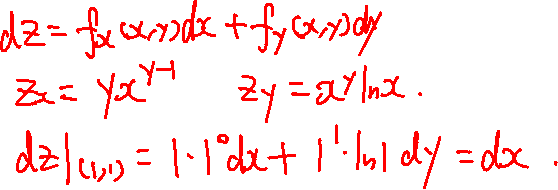 dz = fx(x,y)dx + fy(x,y)dy
zx = yx^{y-1}   zy = x^y lnx.
dz|(1,1) = 1·1^0 dx + 1^1·ln1 dy = dx.